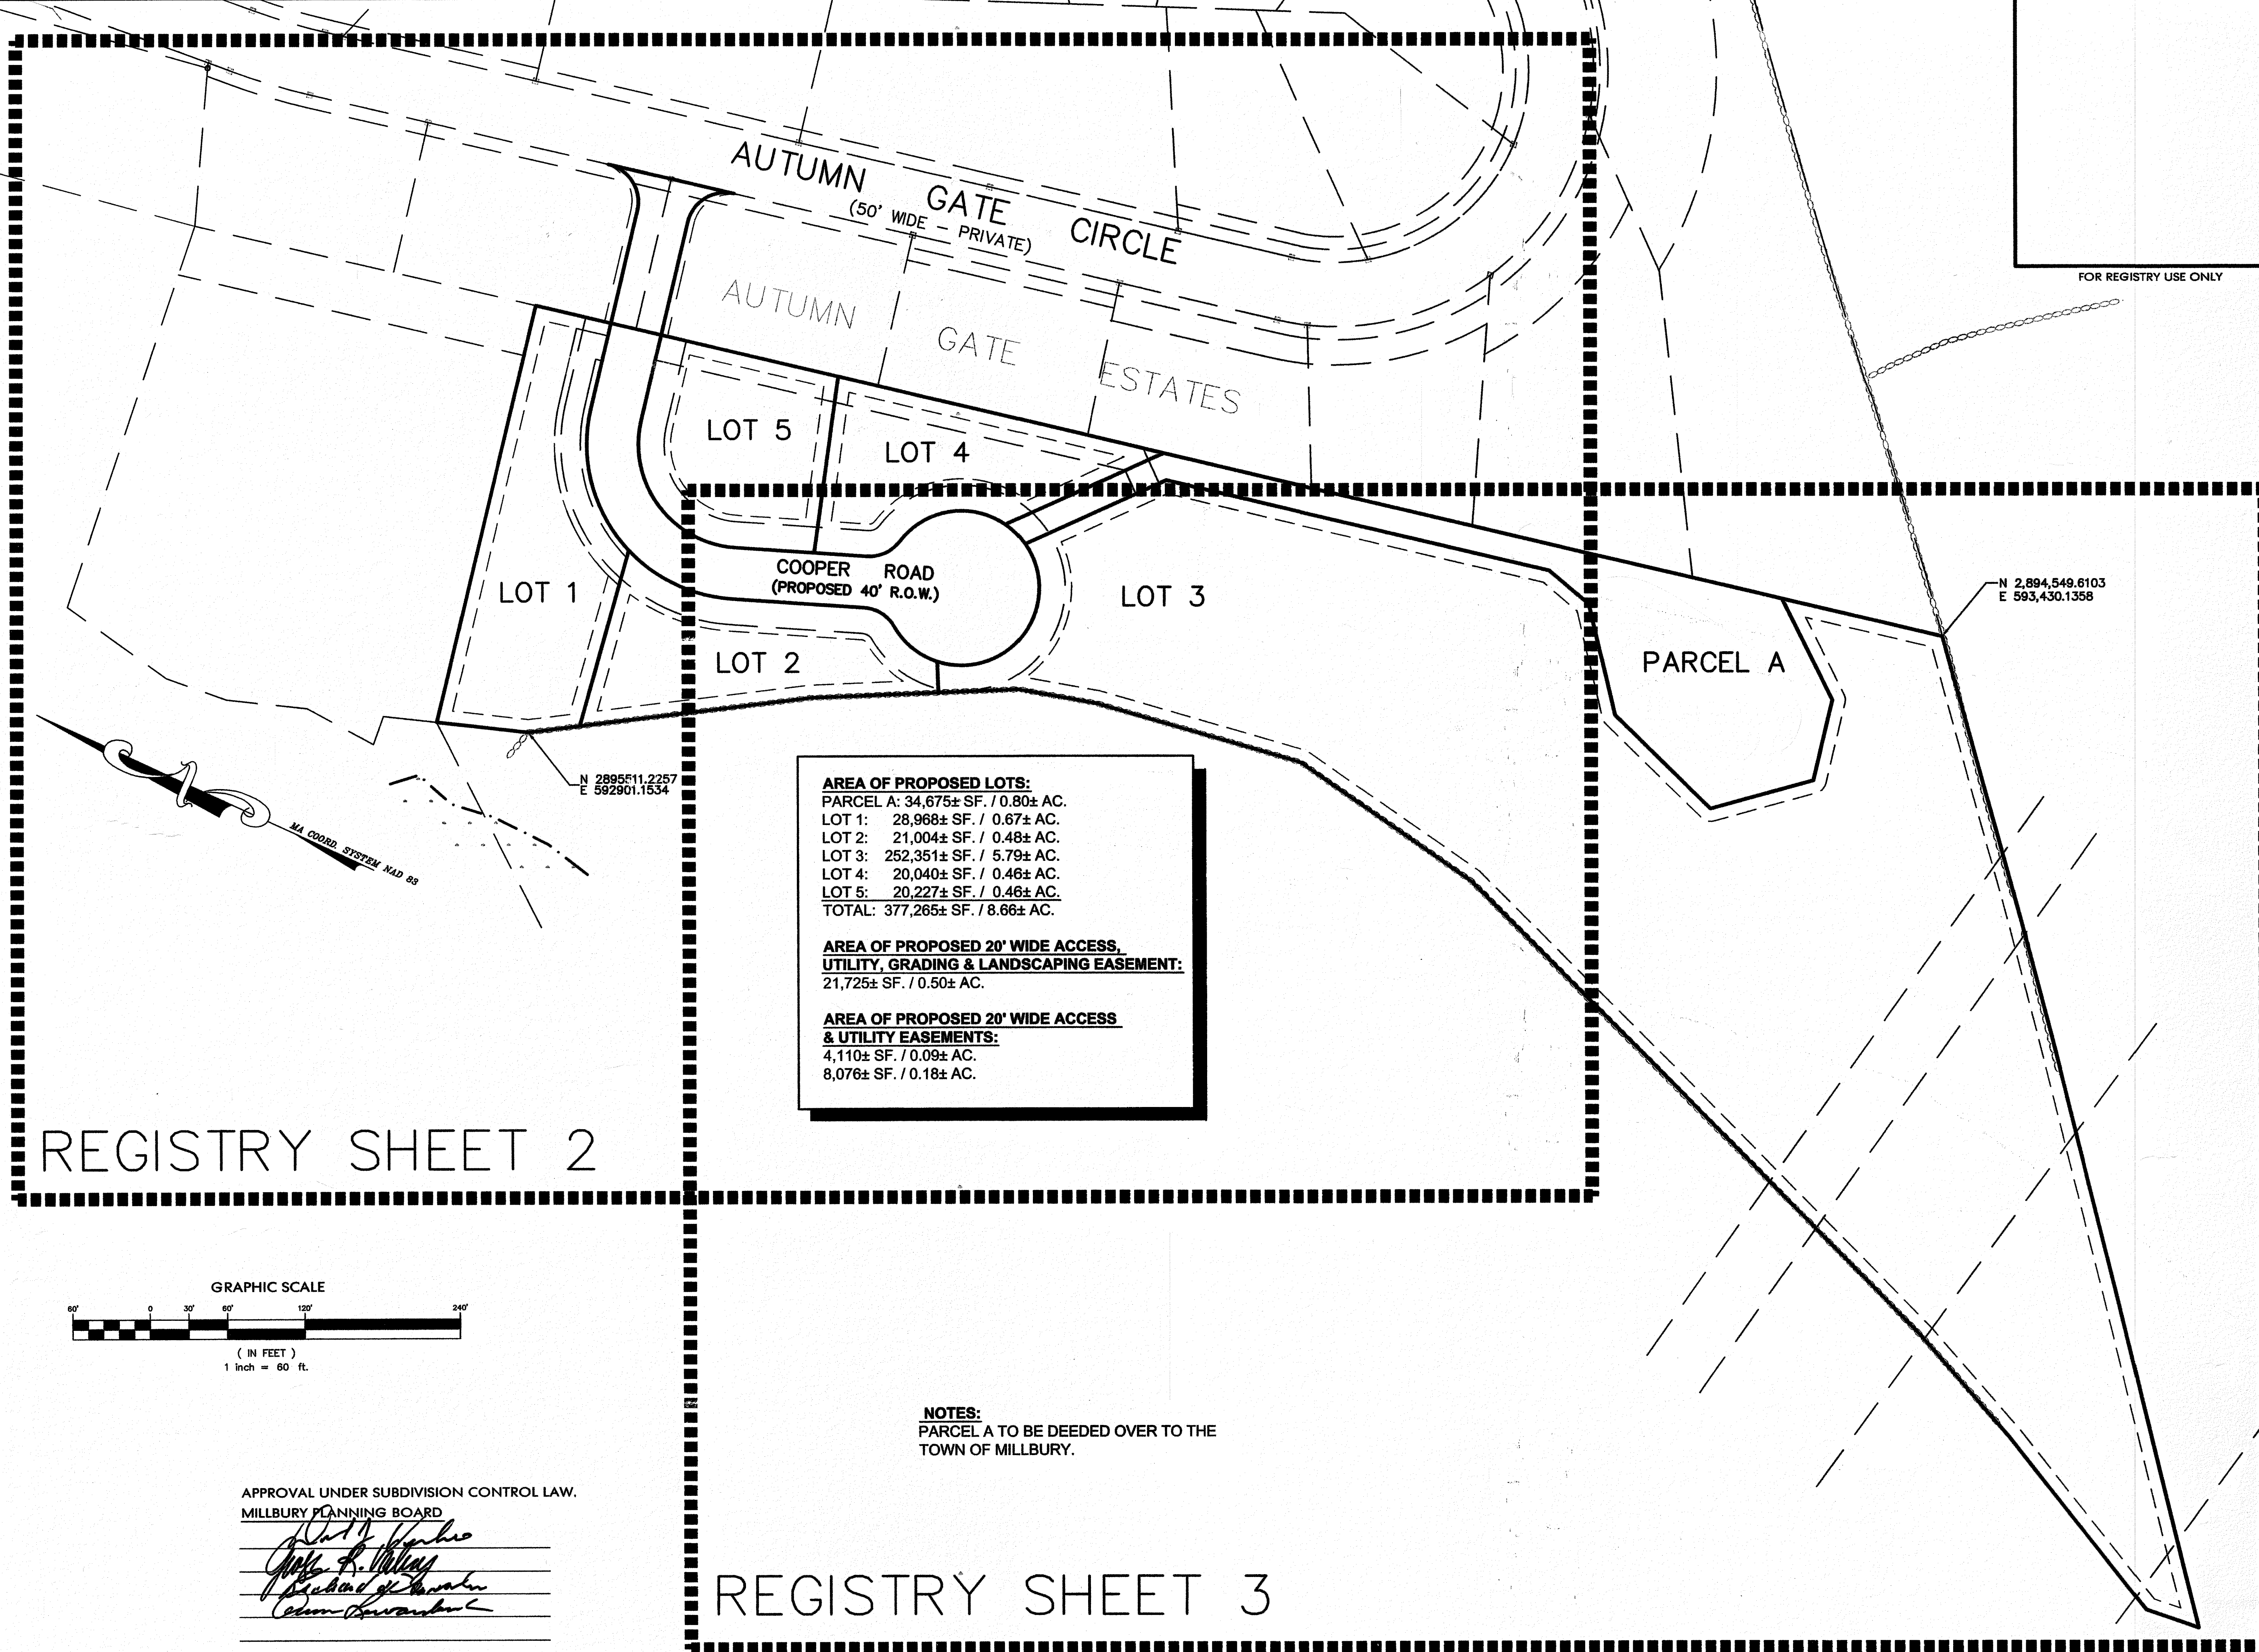 AUTUMN GATE CIRCLE
(50' WIDE - PRIVATE)
AUTUMN GATE ESTATES
FOR REGISTRY USE ONLY
LOT 5
LOT 4
COOPER ROAD
(PROPOSED 40' R.O.W.)
LOT 1
LOT 3
LOT 2
PARCEL A
N 2,894,549.6103
E 593,430.1358
N 2895511.2257
E 592901.1534
MA COORD. SYSTEM NAD 83
AREA OF PROPOSED LOTS:
PARCEL A: 34,675± SF. / 0.80± AC.
LOT 1: 28,968± SF. / 0.67± AC.
LOT 2: 21,004± SF. / 0.48± AC.
LOT 3: 252,351± SF. / 5.79± AC.
LOT 4: 20,040± SF. / 0.46± AC.
LOT 5: 20,227± SF. / 0.46± AC.
TOTAL: 377,265± SF. / 8.66± AC.
AREA OF PROPOSED 20' WIDE ACCESS,
UTILITY, GRADING & LANDSCAPING EASEMENT:
21,725± SF. / 0.50± AC.
AREA OF PROPOSED 20' WIDE ACCESS
& UTILITY EASEMENTS:
4,110± SF. / 0.09± AC.
8,076± SF. / 0.18± AC.
REGISTRY SHEET 2
GRAPHIC SCALE
60' 0 30' 60' 120' 240'
( IN FEET )
1 inch = 60 ft.
NOTES:
PARCEL A TO BE DEEDED OVER TO THE
TOWN OF MILLBURY.
APPROVAL UNDER SUBDIVISION CONTROL LAW.
MILLBURY PLANNING BOARD
REGISTRY SHEET 3